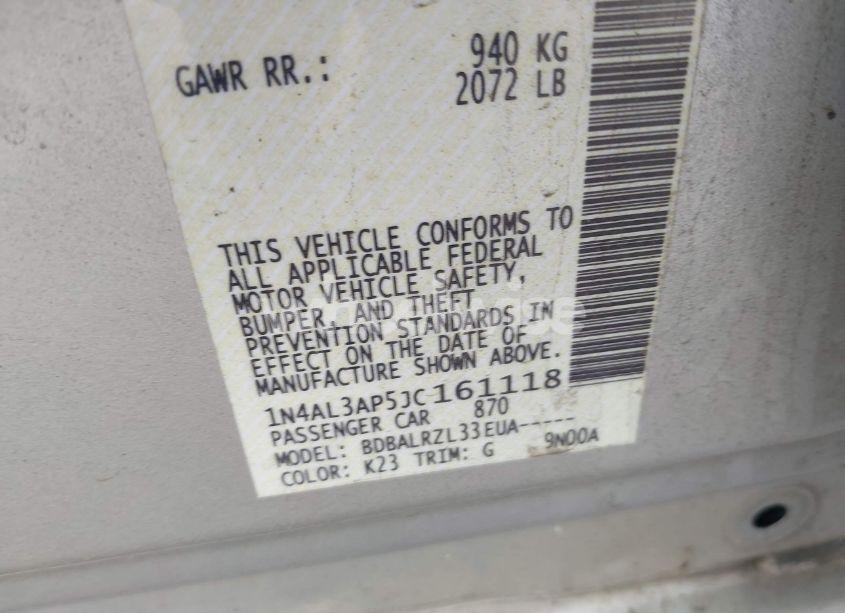 GAWR RR.: 940 KG
2072 LB
THIS VEHICLE CONFORMS TO
ALL APPLICABLE FEDERAL
MOTOR VEHICLE SAFETY,
BUMPER, AND THEFT
PREVENTION STANDARDS IN
EFFECT ON THE DATE OF
MANUFACTURE SHOWN ABOVE.
1N4AL3AP5JC161118
PASSENGER CAR 870
MODEL: BDBALRZL33EUA-----
COLOR: K23 TRIM: G 9N00A